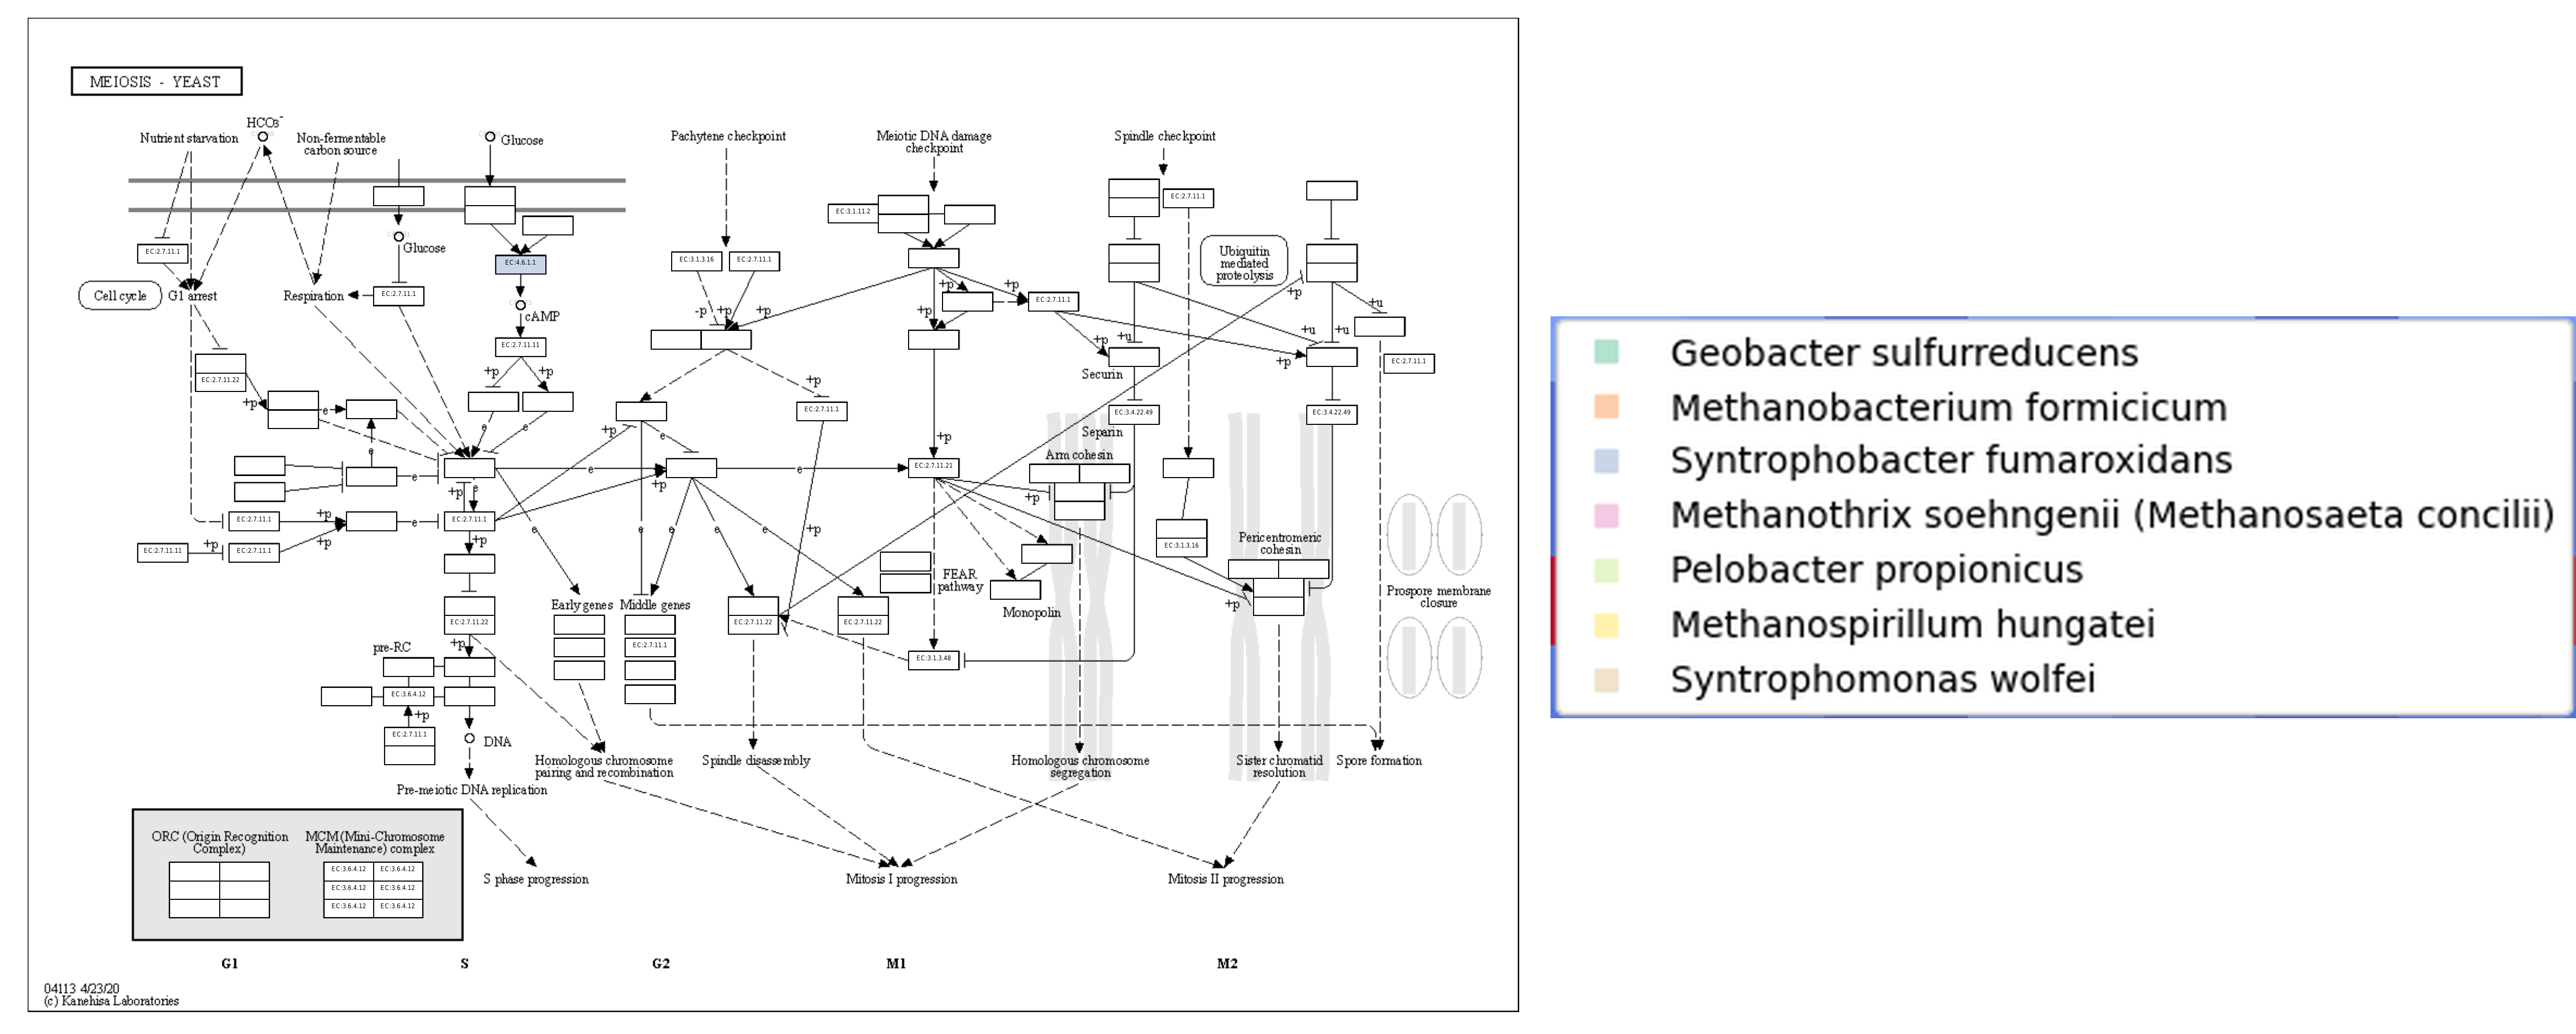 MEIOSIS - YEAST
Nutrient starvation
HCO3-
Non-fermentable
carbon source
Glucose
Pachytene checkpoint
Meiotic DNA damage
checkpoint
Spindle checkpoint
EC:2.7.11.1
EC:3.1.11.2
Glucose
EC:2.7.11.1
EC:4.6.1.1
EC:3.1.3.16
EC:2.7.11.1
Ubiquitin
mediated
proteolysis
Cell cycle
G1 arrest
Respiration
EC:2.7.11.1
cAMP
-p
+p
+p
+p
+p
+p
EC:2.7.11.1
+p
+u
EC:2.7.11.11
+p
+u
+u
+u
+p
EC:2.7.11.1
Securin
EC:2.7.11.22
+p
+p
+p
+p
e
EC:2.7.11.1
EC:3.4.22.49
EC:3.4.22.49
e
e
+p
e
+p
Separin
Arm cohesin
e
e
e
e
EC:2.7.11.21
+p
e
+p
+p
EC:2.7.11.1
+p
e
EC:2.7.11.1
e
e
e
e
e
+p
EC:2.7.11.11
+p
EC:2.7.11.1
+p
+p
EC:3.1.3.16
Pericentromeric
cohesin
FEAR
pathway
Monopolin
+p
Prospore membrane
closure
Early genes
Middle genes
EC:2.7.11.22
EC:2.7.11.22
EC:2.7.11.22
+p
EC:2.7.11.1
EC:3.1.3.48
pre-RC
EC:3.6.4.12
+p
EC:2.7.11.1
DNA
Homologous chromosome
pairing and recombination
Spindle disassembly
Homologous chromosome
segregation
Sister chromatid
resolution
Spore formation
Pre-meiotic DNA replication
ORC (Origin Recognition
Complex)
MCM (Mini-Chromosome
Maintenance) complex
EC:3.6.4.12 EC:3.6.4.12
EC:3.6.4.12 EC:3.6.4.12
EC:3.6.4.12 EC:3.6.4.12
S phase progression
Mitosis I progression
Mitosis II progression
G1
S
G2
M1
M2
04113 4/23/20
(c) Kanehisa Laboratories
Geobacter sulfurreducens
Methanobacterium formicicum
Syntrophobacter fumaroxidans
Methanothrix soehngenii (Methanosaeta concilii)
Pelobacter propionicus
Methanospirillum hungatei
Syntrophomonas wolfei